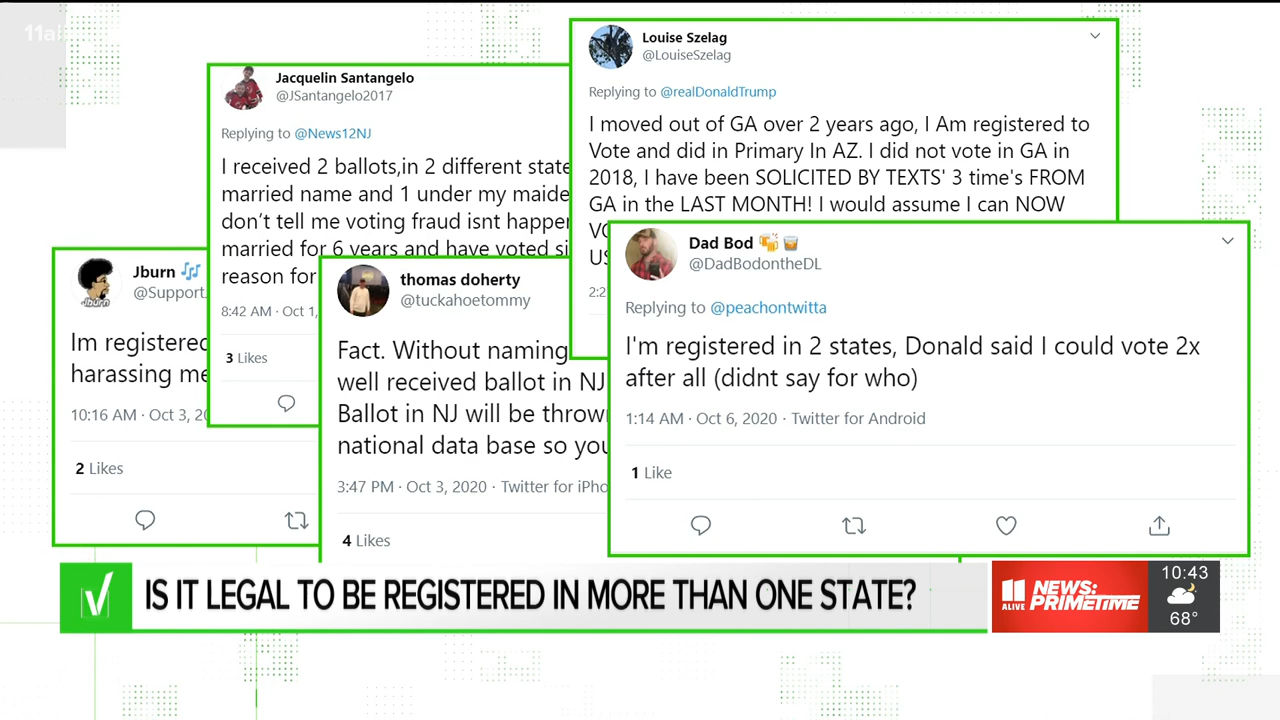 11a
Jburn
@Support
Im registered
harassing me
10:16 AM · Oct 3, 20
2 Likes
Jacquelin Santangelo
@JSantangelo2017
Replying to @News12NJ
I received 2 ballots,in 2 different state
married name and 1 under my maide
don't tell me voting fraud isnt happer
married for 6 years and have voted si
reason for
8:42 AM · Oct 1,
3 Likes
thomas doherty
@tuckahoetommy
Fact. Without naming
well received ballot in NJ
Ballot in NJ will be throw
national data base so you
3:47 PM · Oct 3, 2020 · Twitter for iPho
4 Likes
Louise Szelag
@LouiseSzelag
Replying to @realDonaldTrump
I moved out of GA over 2 years ago, I Am registered to
Vote and did in Primary In AZ. I did not vote in GA in
2018, I have been SOLICITED BY TEXTS' 3 time's FROM
GA in the LAST MONTH! I would assume I can NOW
VO
US
2:2
Dad Bod 🍻🥃
@DadBodontheDL
Replying to @peachontwitta
I'm registered in 2 states, Donald said I could vote 2x
after all (didnt say for who)
1:14 AM · Oct 6, 2020 · Twitter for Android
1 Like
IS IT LEGAL TO BE REGISTERED IN MORE THAN ONE STATE?
11 ALIVE NEWS:
PRIMETIME
10:43
68°